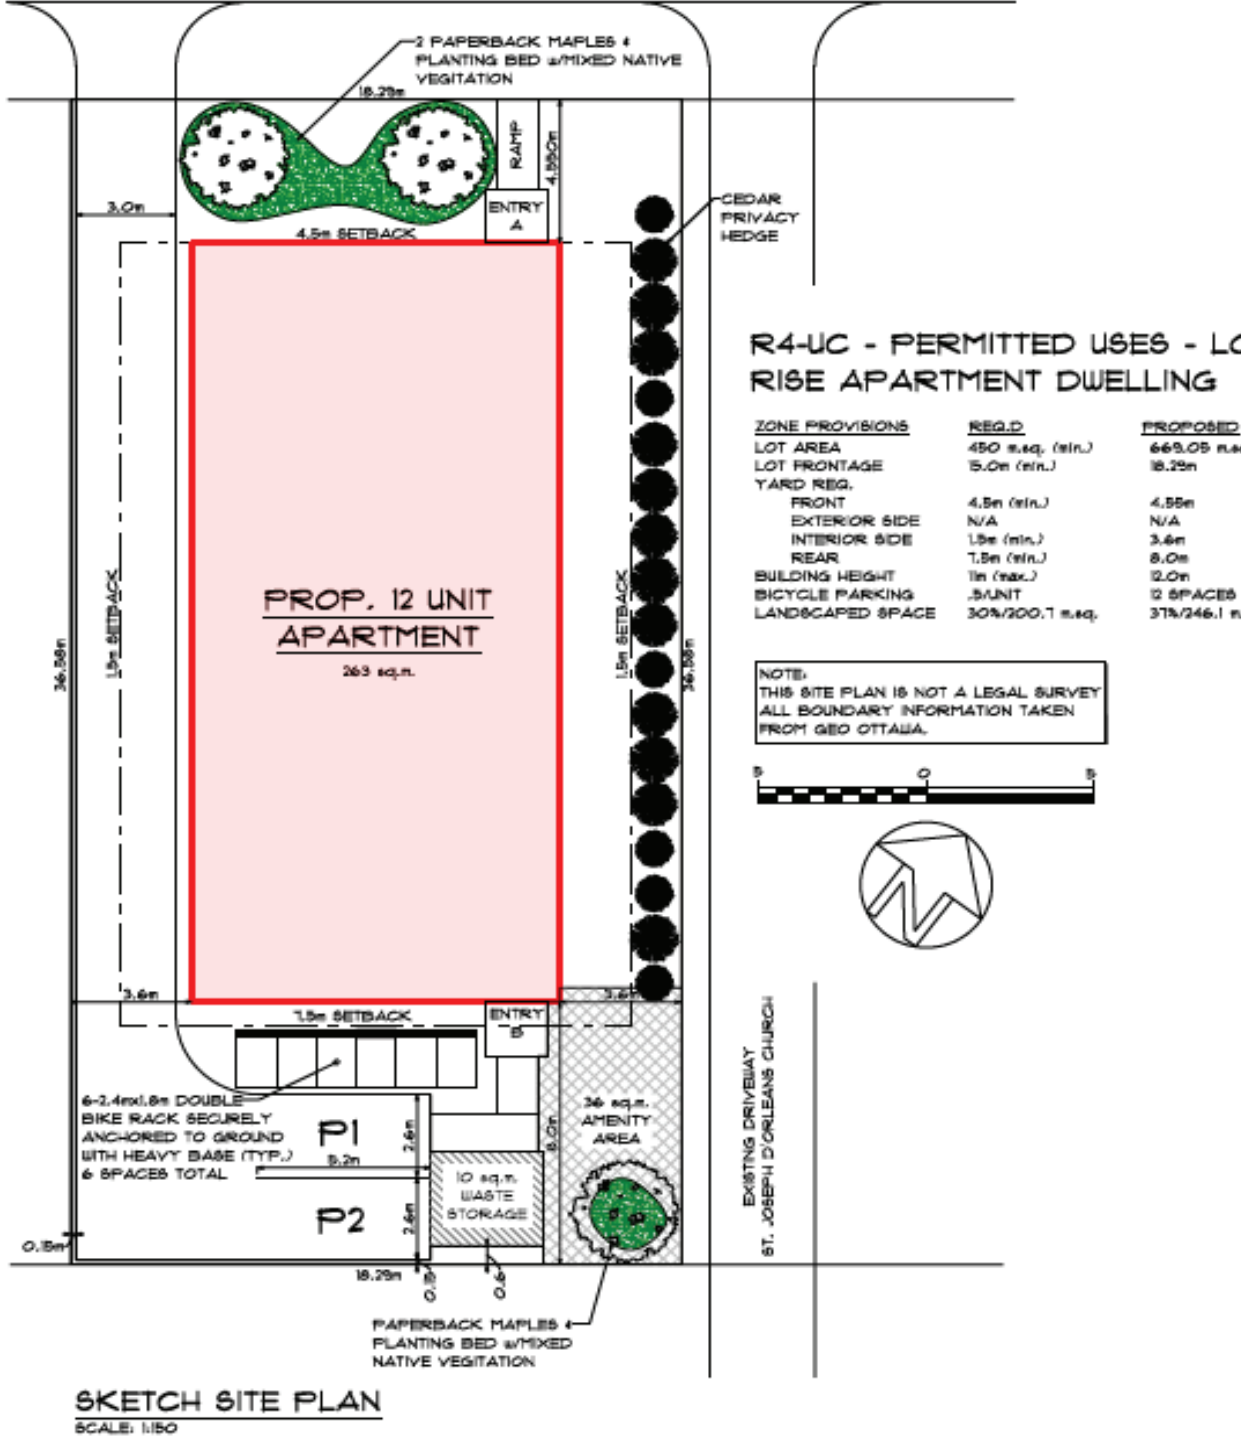 2 PAPERBACK MAPLES &
PLANTING BED w/MIXED NATIVE
VEGITATION
18.29m
RAMP
4.550m
3.0m
ENTRY
A
4.5m SETBACK
CEDAR
PRIVACY
HEDGE
R4-UC - PERMITTED USES - LO
RISE APARTMENT DWELLING
ZONE PROVISIONS REQ.D PROPOSED
LOT AREA 450 m.sq. (min.) 669.05 m.s
LOT FRONTAGE 15.0m (min.) 18.29m
YARD REQ.
FRONT 4.5m (min.) 4.55m
EXTERIOR SIDE N/A N/A
INTERIOR SIDE 1.5m (min.) 3.6m
REAR 7.5m (min.) 8.0m
BUILDING HEIGHT 11m (max.) 12.0m
BICYCLE PARKING .5/UNIT 12 SPACES
LANDSCAPED SPACE 30%/200.7 m.sq. 37%/246.1 m
PROP. 12 UNIT
APARTMENT
263 sq.m.
1.5m SETBACK
36.58m
1.5m SETBACK
36.58m
NOTE:
THIS SITE PLAN IS NOT A LEGAL SURVEY
ALL BOUNDARY INFORMATION TAKEN
FROM GEO OTTAWA.
5 0 5
N
3.6m
3.6m
7.5m SETBACK
ENTRY
B
6-2.4mx1.8m DOUBLE
BIKE RACK SECURELY
ANCHORED TO GROUND
WITH HEAVY BASE (TYP.)
6 SPACES TOTAL
P1
2.6m
5.2m
P2
2.6m
8.0m
36 sq.m.
AMENITY
AREA
10 sq.m.
WASTE
STORAGE
EXISTING DRIVEWAY
ST. JOSEPH D'ORLEANS CHURCH
0.15m
18.29m
0.15
0.6
PAPERBACK MAPLES &
PLANTING BED w/MIXED
NATIVE VEGITATION
SKETCH SITE PLAN
SCALE: 1:150